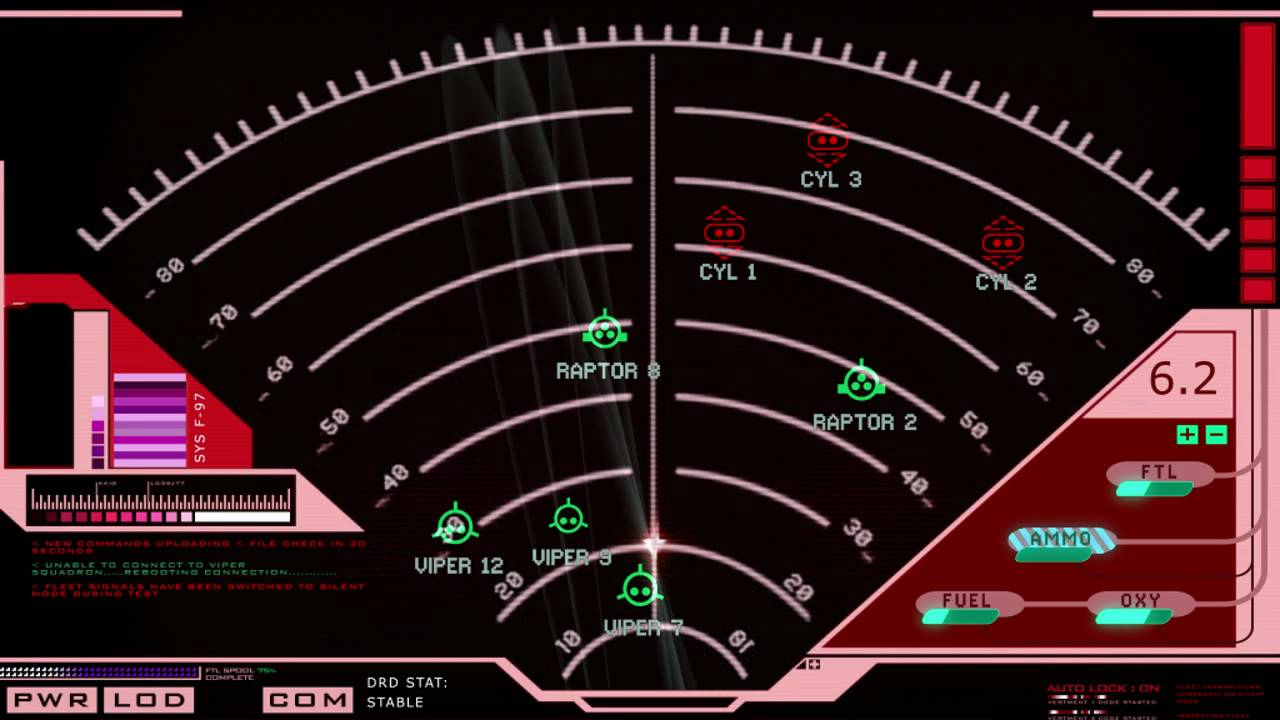 CYL 3
CYL 1
CYL 2
80
80
70
70
60
60
RAPTOR 8
RAPTOR 2
50
50
40
40
30
30
VIPER 12
VIPER 9
20
20
VIPER 7
10
10
6.2
+ -
FTL
AMMO
FUEL
OXY
SYS F-97
< NEW COMMANDS UPLOADING < FILE CHECK IN 20
SECONDS
< UNABLE TO CONNECT TO VIPER
SQUADRON.....REBOOTING CONNECTION............
< FLEET SIGNALS HAVE BEEN SWITCHED TO SILENT
MODE DURING TEST
FTL SPOOL 75%
COMPLETE
PWR
LOD
COM
DRD STAT:
STABLE
AUTO LOCK : ON